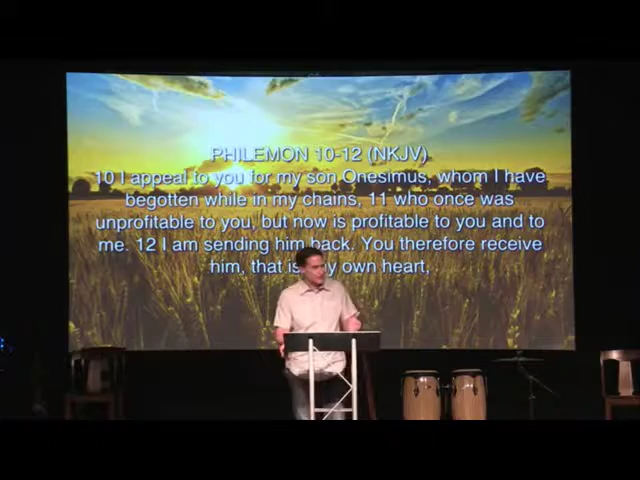 PHILEMON 10-12 (NKJV)
10 I appeal to you for my son Onesimus, whom I have
begotten while in my chains, 11 who once was
unprofitable to you, but now is profitable to you and to
me. 12 I am sending him back. You therefore receive
him, that is my own heart,